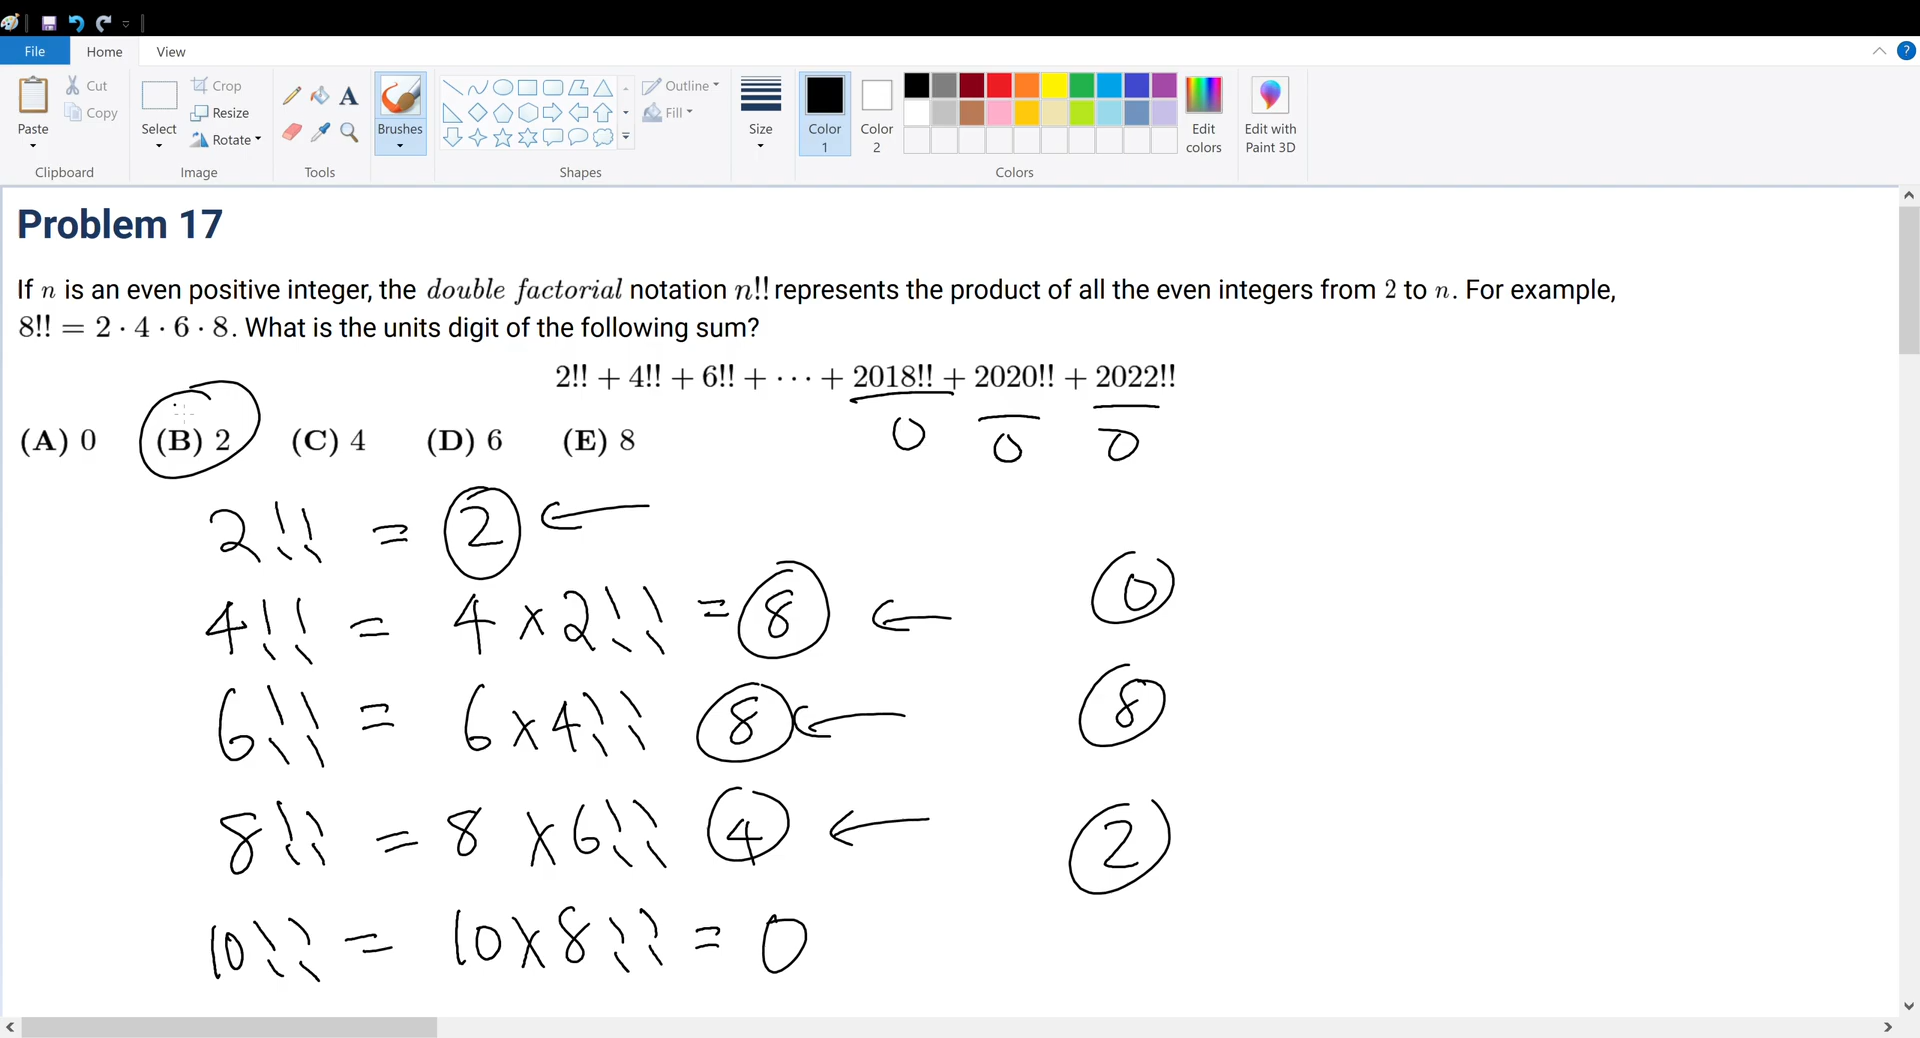 File Home View
Paste Cut Copy Clipboard
Select Crop Resize Rotate Image
A Tools
Brushes
Shapes
Outline Fill
Size
Color 1 Color 2 Edit colors Colors
Edit with Paint 3D
?
Problem 17
If n is an even positive integer, the double factorial notation n!! represents the product of all the even integers from 2 to n. For example,
8!! = 2 · 4 · 6 · 8. What is the units digit of the following sum?
2!! + 4!! + 6!! + · · · + 2018!! + 2020!! + 2022!!
0 0 0
(A) 0 (B) 2 (C) 4 (D) 6 (E) 8
2!! = 2 ←
4!! = 4 × 2!! = 8 ←
6!! = 6 × 4!! 8 ←
8!! = 8 × 6!! 4 ←
10!! = 10 × 8!! = 0
0
8
2